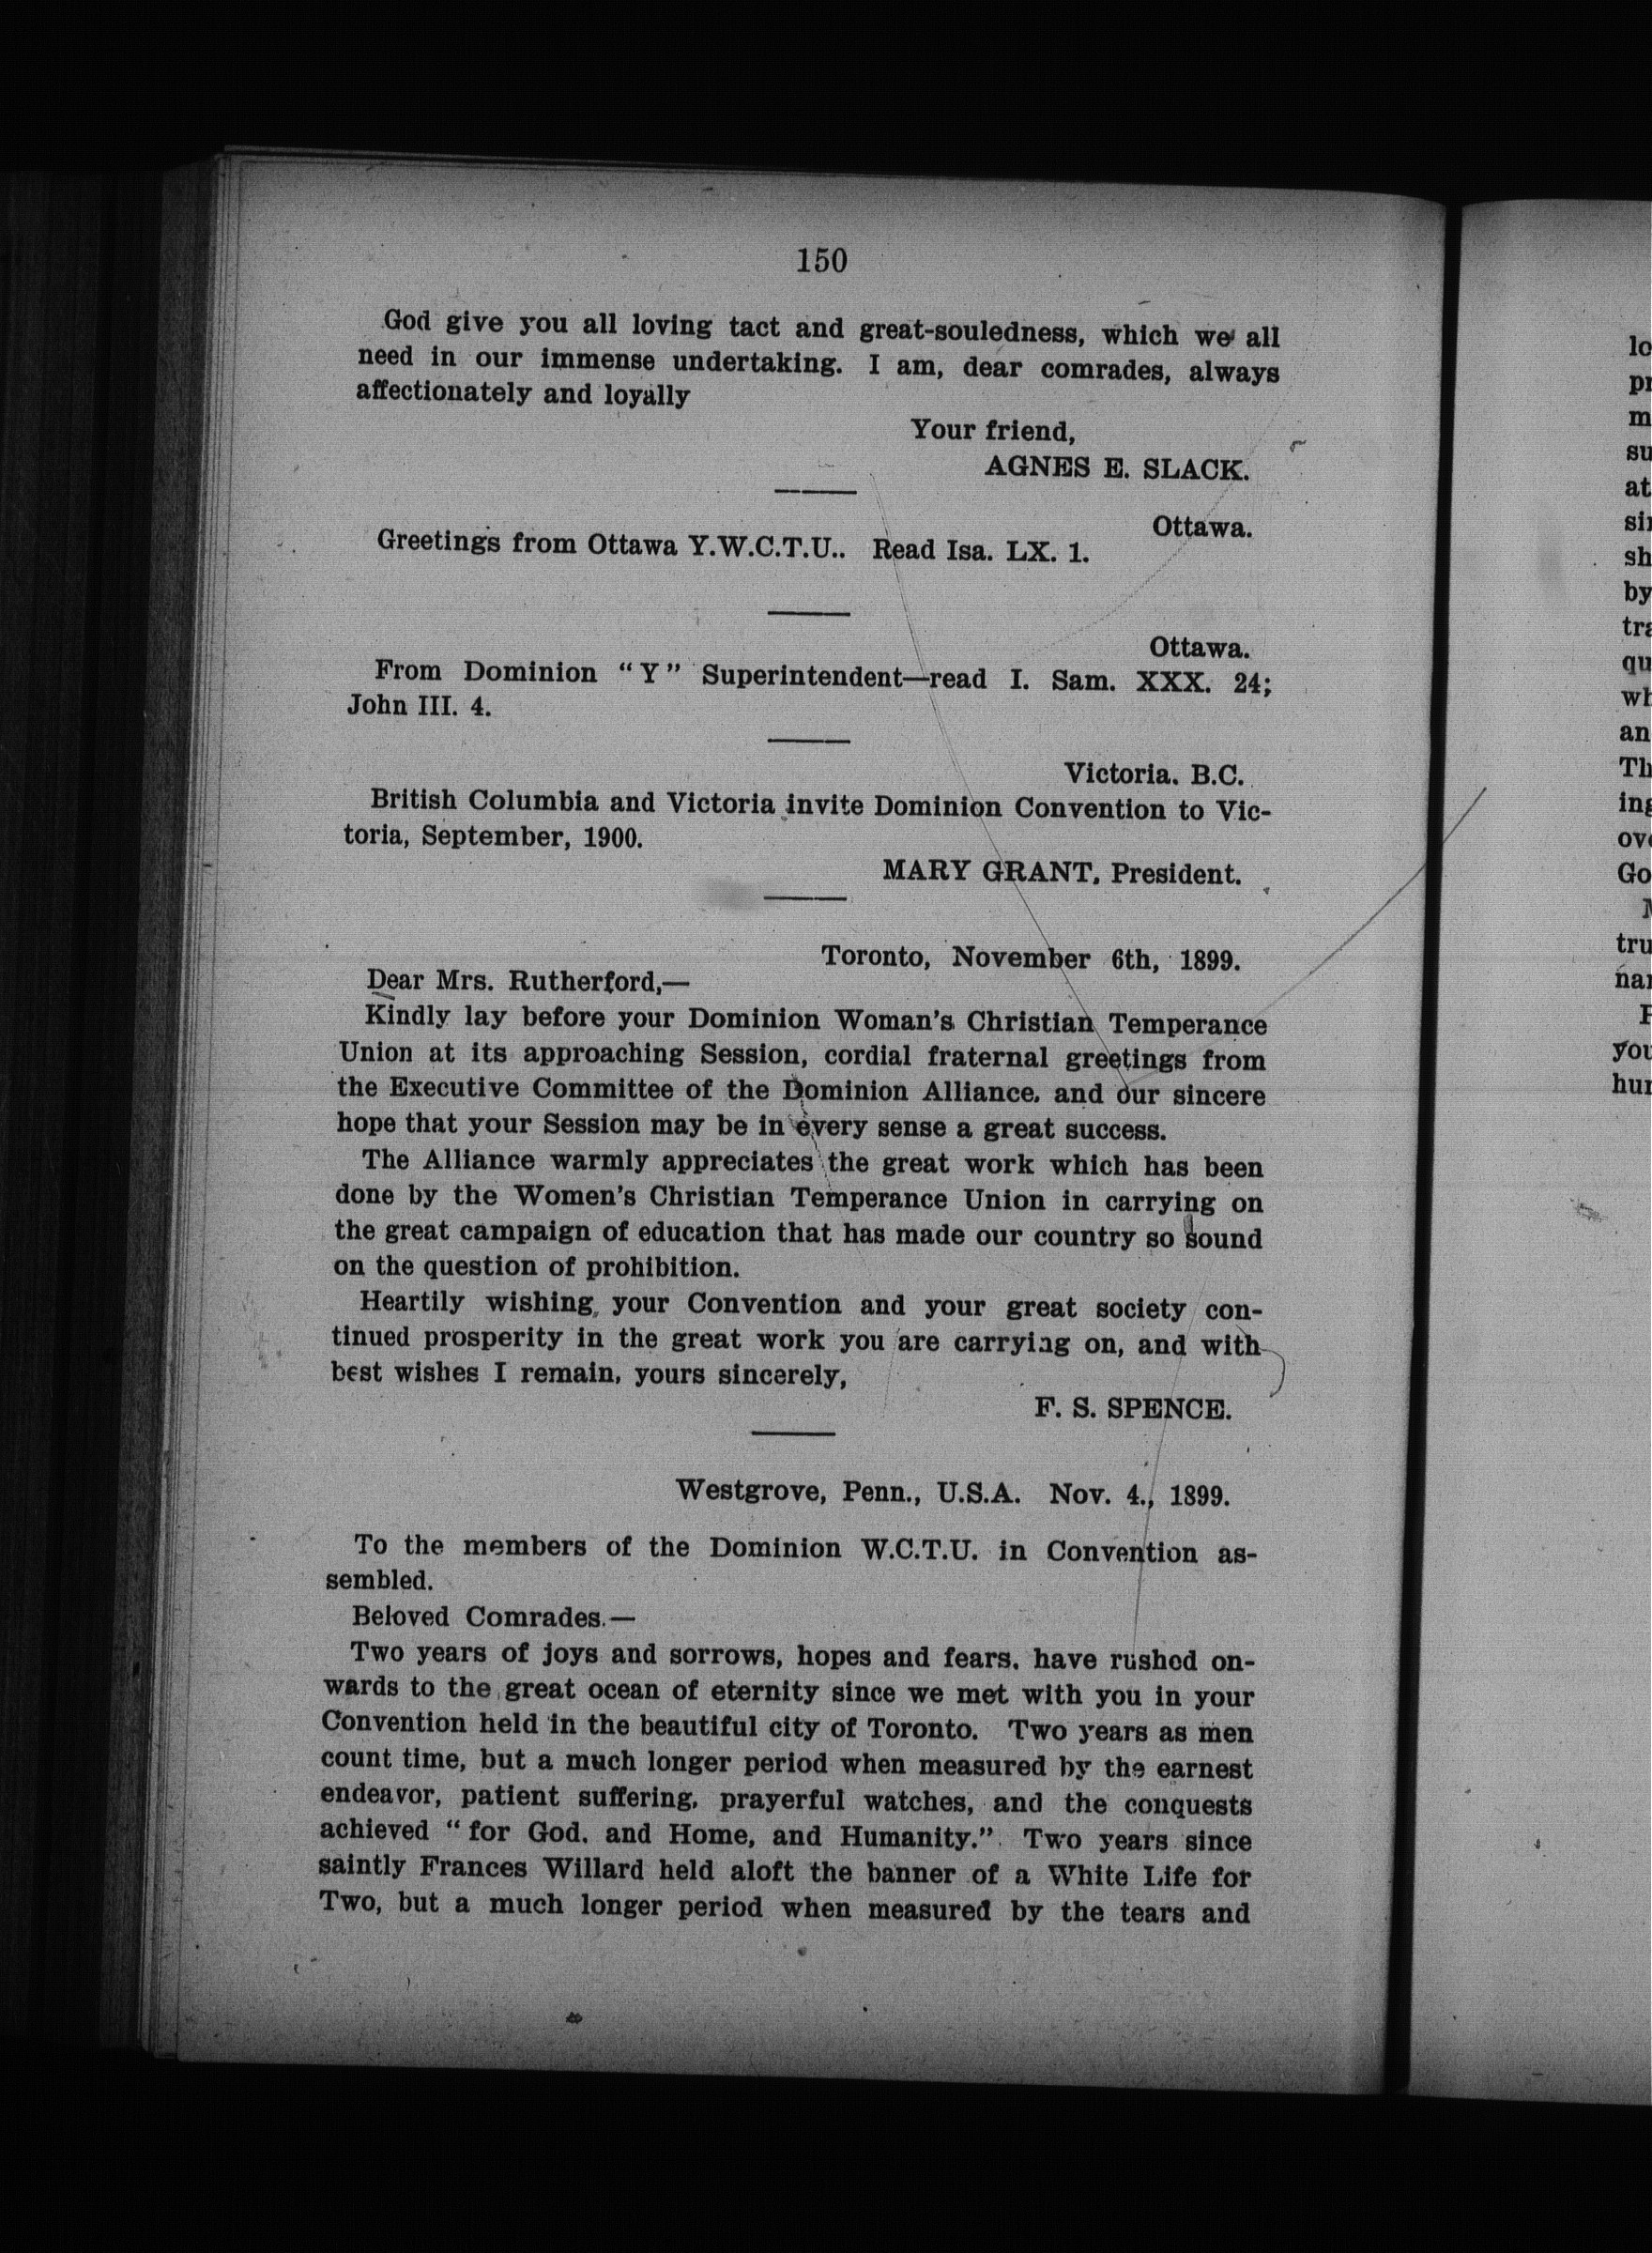 150
God give you all loving tact and great-souledness, which we all
need in our immense undertaking. I am, dear comrades, always
affectionately and loyally
Your friend,
AGNES E. SLACK.
Ottawa.
Greetings from Ottawa Y.W.C.T.U.. Read Isa. LX. 1.
Ottawa.
From Dominion "Y" Superintendent—read I. Sam. XXX. 24;
John III. 4.
Victoria. B.C.
British Columbia and Victoria invite Dominion Convention to Vic-
toria, September, 1900.
MARY GRANT, President.
Toronto, November 6th, 1899.
Dear Mrs. Rutherford,—
Kindly lay before your Dominion Woman's Christian Temperance
Union at its approaching Session, cordial fraternal greetings from
the Executive Committee of the Dominion Alliance. and our sincere
hope that your Session may be in every sense a great success.
The Alliance warmly appreciates the great work which has been
done by the Women's Christian Temperance Union in carrying on
the great campaign of education that has made our country so sound
on the question of prohibition.
Heartily wishing your Convention and your great society con-
tinued prosperity in the great work you are carrying on, and with
best wishes I remain, yours sincerely,
F. S. SPENCE.
Westgrove, Penn., U.S.A. Nov. 4., 1899.
To the members of the Dominion W.C.T.U. in Convention as-
sembled.
Beloved Comrades.—
Two years of joys and sorrows, hopes and fears. have rushed on-
wards to the great ocean of eternity since we met with you in your
Convention held in the beautiful city of Toronto. Two years as men
count time, but a much longer period when measured by the earnest
endeavor, patient suffering, prayerful watches, and the conquests
achieved "for God. and Home, and Humanity." Two years since
saintly Frances Willard held aloft the banner of a White Life for
Two, but a much longer period when measured by the tears and